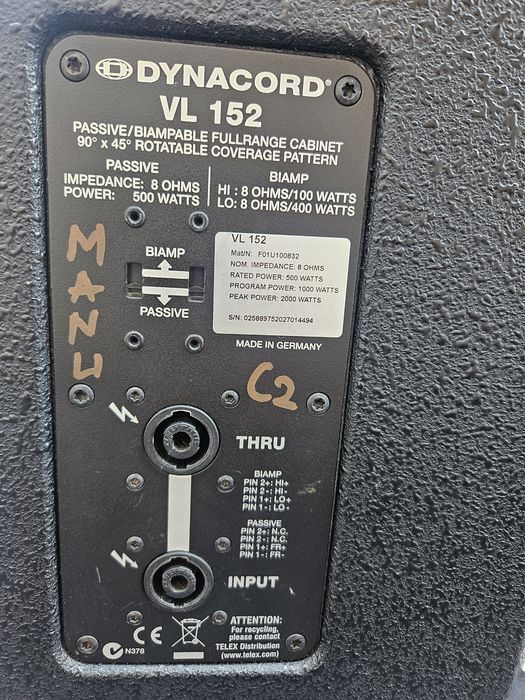 DYNACORD®
VL 152
PASSIVE/BIAMPABLE FULLRANGE CABINET
90° x 45° ROTATABLE COVERAGE PATTERN
PASSIVE
IMPEDANCE: 8 OHMS
POWER: 500 WATTS
BIAMP
HI : 8 OHMS/100 WATTS
LO: 8 OHMS/400 WATTS
MANU
BIAMP
PASSIVE
VL 152
Mat/N: F01U100832
NOM. IMPEDANCE: 8 OHMS
RATED POWER: 500 WATTS
PROGRAM POWER: 1000 WATTS
PEAK POWER: 2000 WATTS
S/N: 025889752027014494
MADE IN GERMANY
C2
THRU
BIAMP
PIN 2+: HI+
PIN 2-: HI-
PIN 1+: LO+
PIN 1-: LO-
PASSIVE
PIN 2+: N.C.
PIN 2-: N.C.
PIN 1+: FR+
PIN 1-: FR-
INPUT
N378
CE
ATTENTION:
For recycling,
please contact
TELEX Distribution
(www.telex.com)